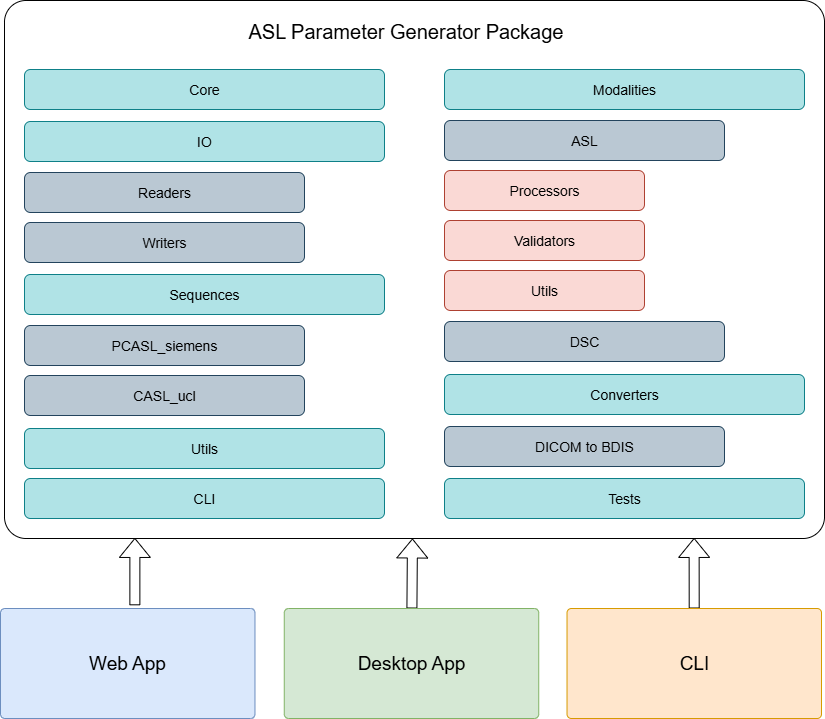 ASL Parameter Generator Package
Core
IO
Readers
Writers
Sequences
PCASL_siemens
CASL_ucl
Utils
CLI
Modalities
ASL
Processors
Validators
Utils
DSC
Converters
DICOM to BDIS
Tests
Web App
Desktop App
CLI